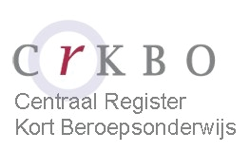 CrKBO
Centraal Register
Kort Beroepsonderwijs